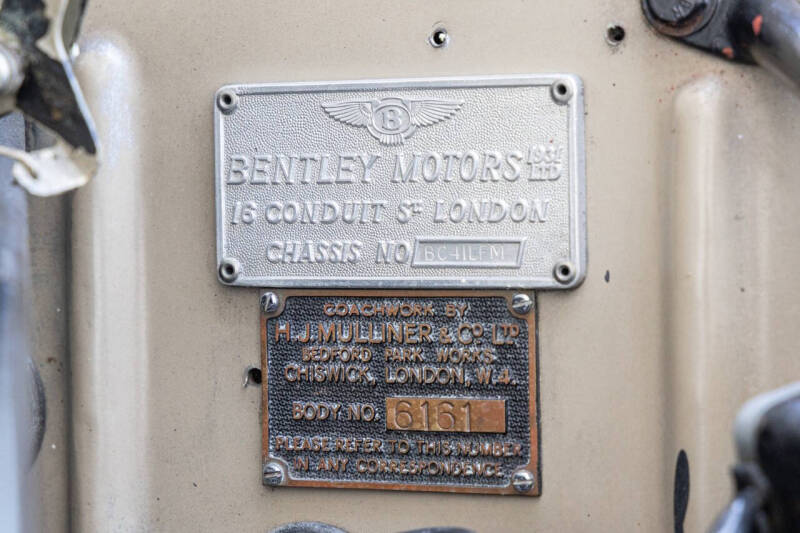 B
BENTLEY MOTORS 1931 LTD
16 CONDUIT ST LONDON
CHASSIS NO BC41LFM
COACHWORK BY
H.J. MULLINER & CO LTD
BEDFORD PARK WORKS
CHISWICK, LONDON, W.4.
BODY NO: 6161
PLEASE REFER TO THIS NUMBER
IN ANY CORRESPONDENCE